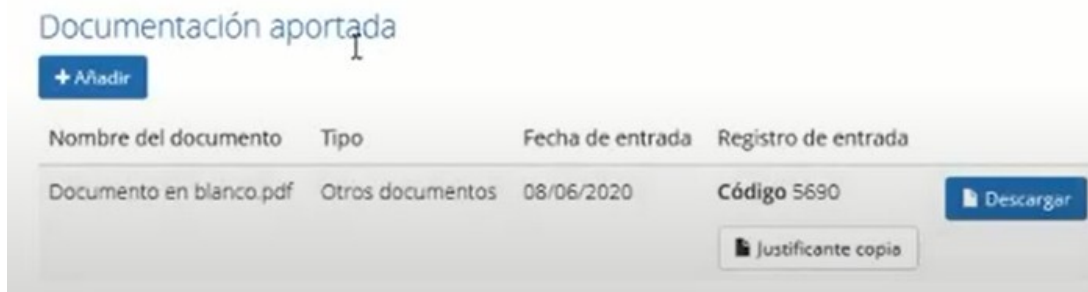 Documentación aportada
+ Añadir
Nombre del documento Tipo Fecha de entrada Registro de entrada
Documento en blanco.pdf Otros documentos 08/06/2020 Código 5690 Descargar
Justificante copia